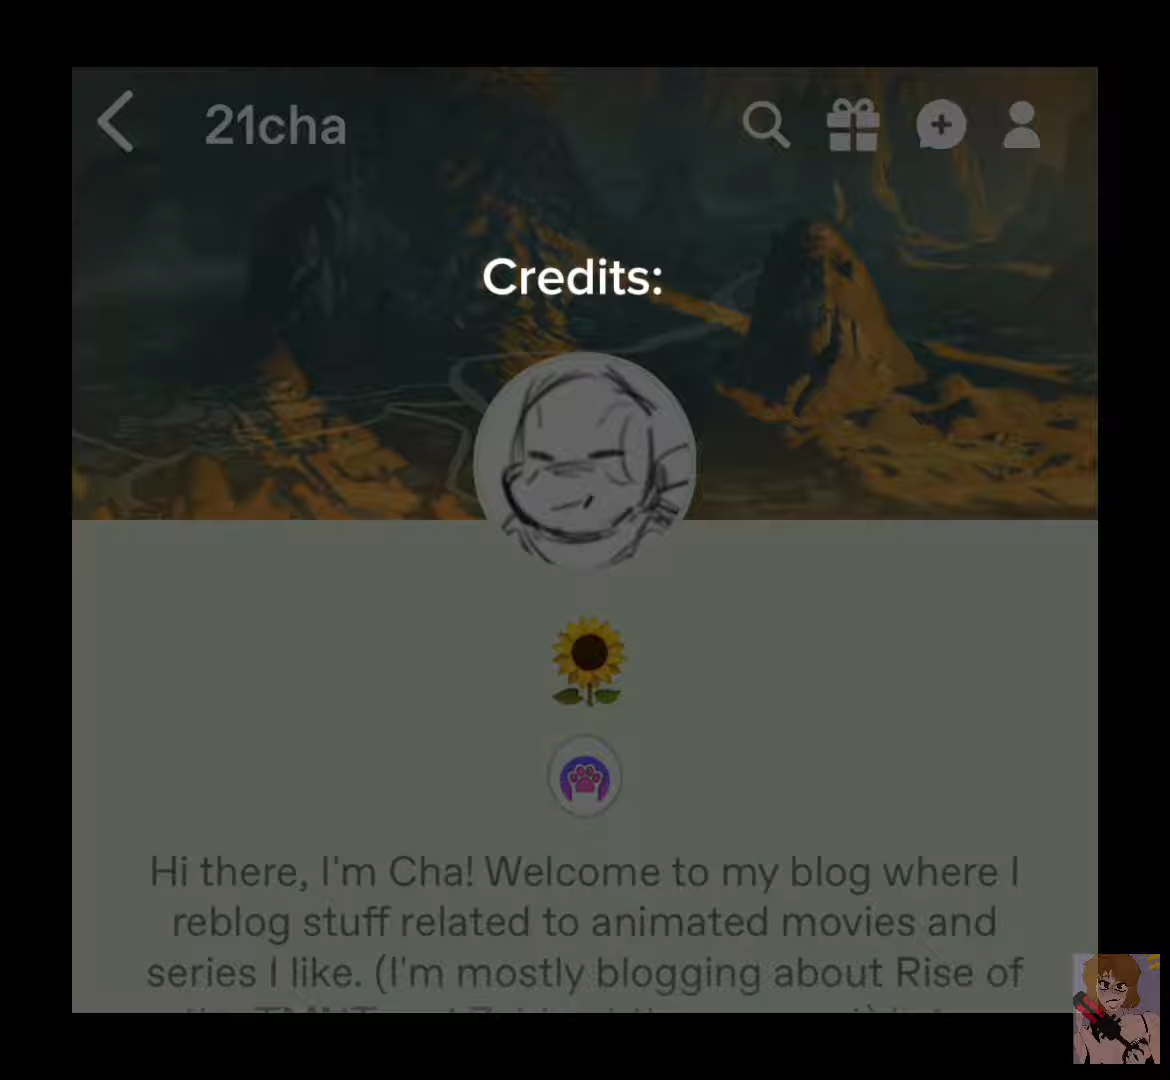 21cha
Credits:
Hi there, I'm Cha! Welcome to my blog where I
reblog stuff related to animated movies and
series I like. (I'm mostly blogging about Rise of